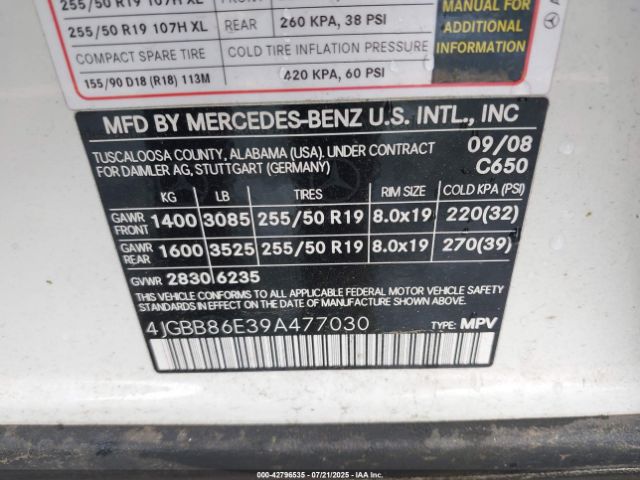 255/50 R19 107H XL
255/50 R19 107H XL REAR 260 KPA, 38 PSI
MANUAL FOR
ADDITIONAL
INFORMATION
COMPACT SPARE TIRE COLD TIRE INFLATION PRESSURE
155/90 D18 (R18) 113M 420 KPA, 60 PSI
MFD BY MERCEDES-BENZ U.S. INTL., INC
TUSCALOOSA COUNTY, ALABAMA (USA). UNDER CONTRACT 09/08
FOR DAIMLER AG, STUTTGART (GERMANY) C650
KG LB TIRES RIM SIZE COLD KPA (PSI)
GAWR FRONT 1400 3085 255/50 R19 8.0x19 220(32)
GAWR REAR 1600 3525 255/50 R19 8.0x19 270(39)
GVWR 2830 6235
THIS VEHICLE CONFORMS TO ALL APPLICABLE FEDERAL MOTOR VEHICLE SAFETY
STANDARDS IN EFFECT ON THE DATE OF MANUFACTURE SHOWN ABOVE.
4JGBB86E39A477030 TYPE: MPV
000-42796535 - 07/21/2025 - IAAI.COM